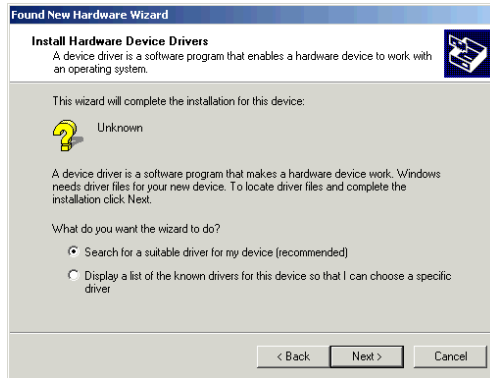 Found New Hardware Wizard
Install Hardware Device Drivers
A device driver is a software program that enables a hardware device to work with
an operating system.
This wizard will complete the installation for this device:
Unknown
A device driver is a software program that makes a hardware device work. Windows
needs driver files for your new device. To locate driver files and complete the
installation click Next.
What do you want the wizard to do?
Search for a suitable driver for my device (recommended)
Display a list of the known drivers for this device so that I can choose a specific
driver
< Back
Next >
Cancel